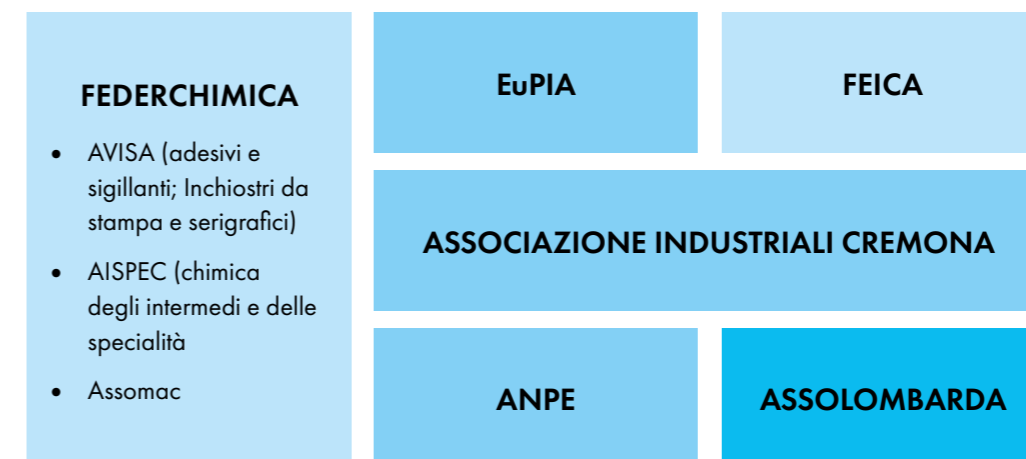 FEDERCHIMICA
• AVISA (adesivi e
sigillanti; Inchiostri da
stampa e serigrafici)
• AISPEC (chimica
degli intermedi e delle
specialità
• Assomac
EuPIA
FEICA
ASSOCIAZIONE INDUSTRIALI CREMONA
ANPE
ASSOLOMBARDA